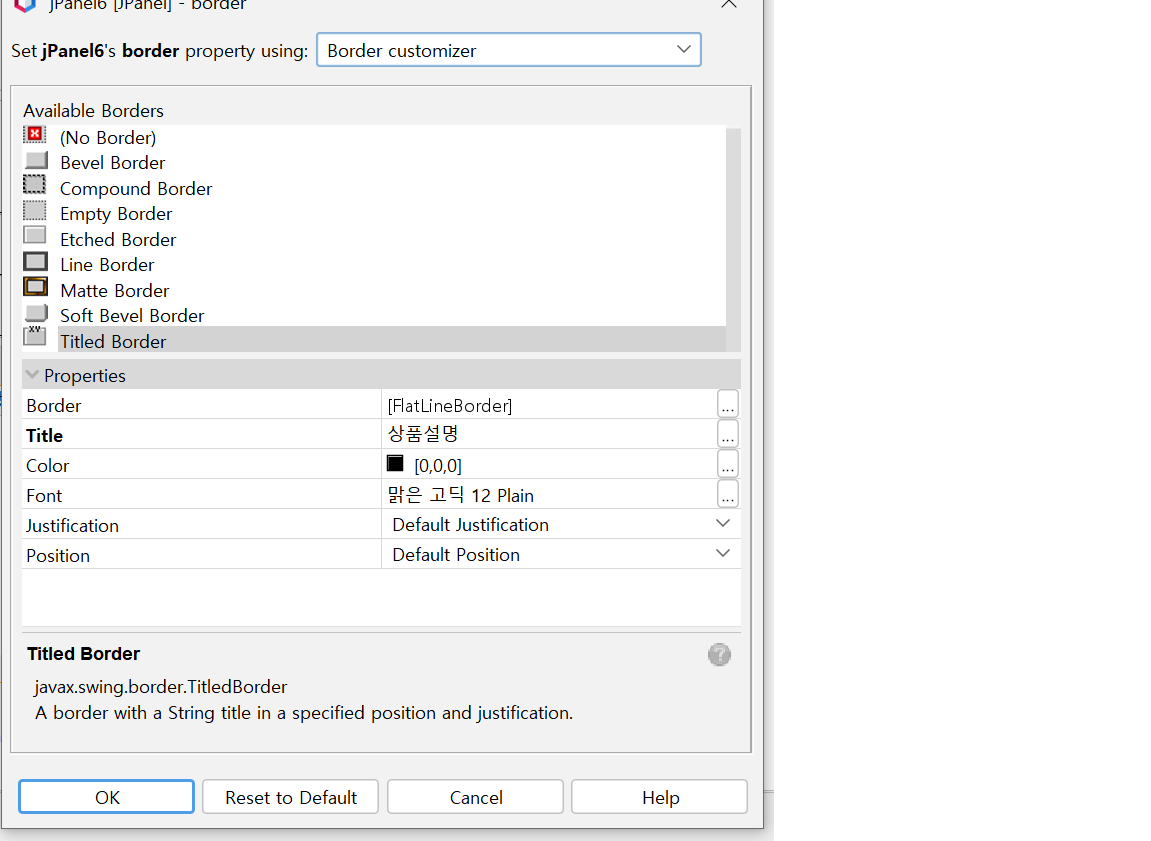 jPanel6 [JPanel] - border
Set jPanel6's border property using: Border customizer
Available Borders
(No Border)
Bevel Border
Compound Border
Empty Border
Etched Border
Line Border
Matte Border
Soft Bevel Border
XY Titled Border
Properties
Border [FlatLineBorder] ...
Title 상품설명 ...
Color [0,0,0] ...
Font 맑은 고딕 12 Plain ...
Justification Default Justification
Position Default Position
Titled Border ?
javax.swing.border.TitledBorder
A border with a String title in a specified position and justification.
OK Reset to Default Cancel Help